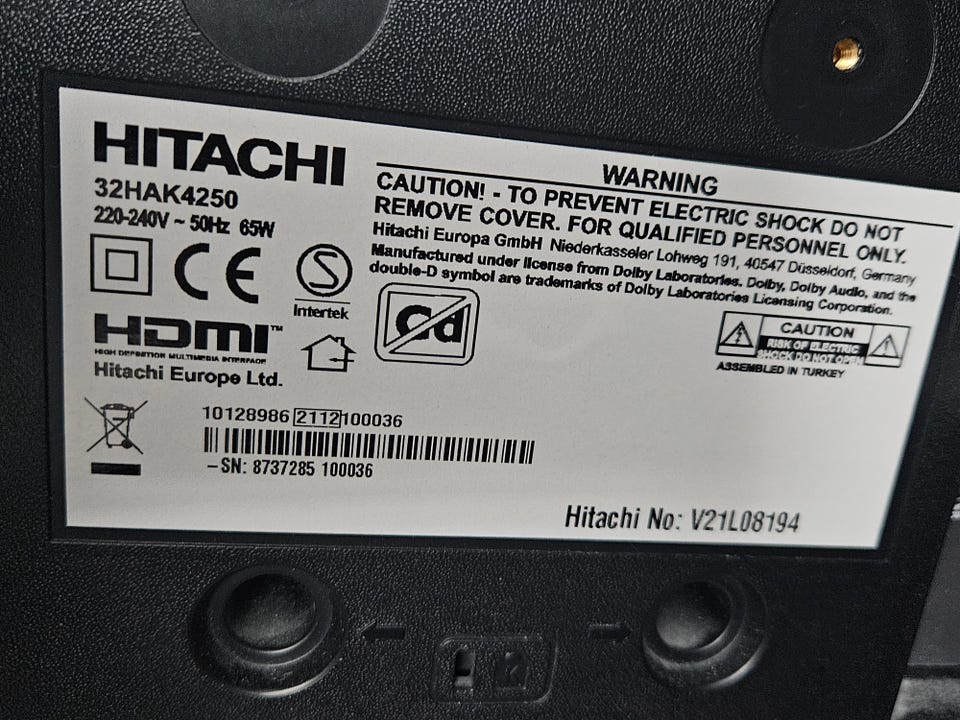 HITACHI
32HAK4250
220-240V ~ 50Hz 65W
CE
S
Intertek
HDMI™
HIGH DEFINITION MULTIMEDIA INTERFACE
Hitachi Europe Ltd.
WARNING
CAUTION! - TO PREVENT ELECTRIC SHOCK DO NOT
REMOVE COVER. FOR QUALIFIED PERSONNEL ONLY.
Hitachi Europa GmbH Niederkasseler Lohweg 191, 40547 Düsseldorf, Germany
Manufactured under license from Dolby Laboratories. Dolby, Dolby Audio, and the
double-D symbol are trademarks of Dolby Laboratories Licensing Corporation.
Cd
CAUTION
RISK OF ELECTRIC
SHOCK DO NOT OPEN
ASSEMBLED IN TURKEY
10128986 2112 100036
–SN: 8737285 100036
Hitachi No: V21L08194